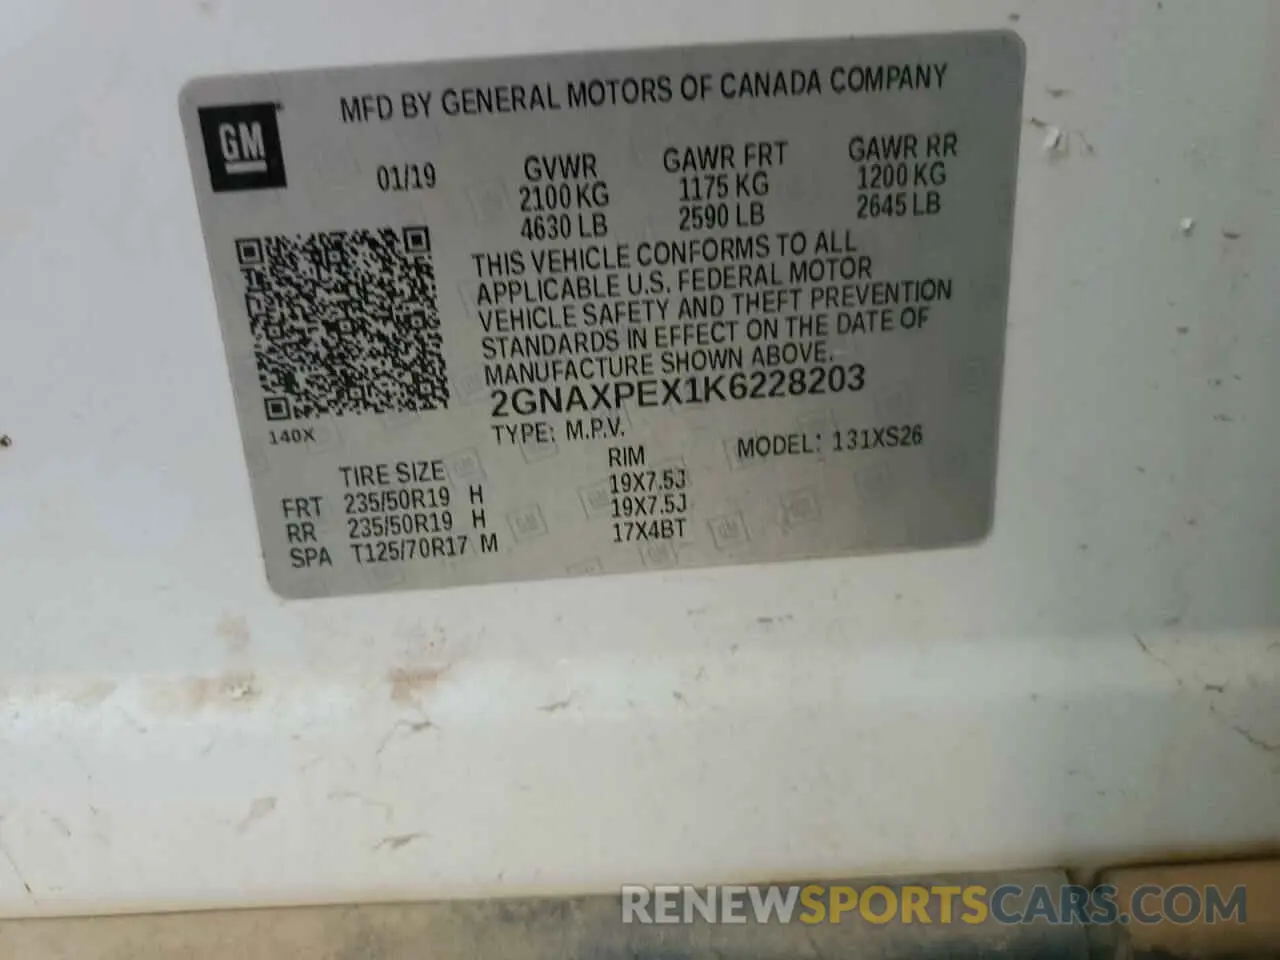 MFD BY GENERAL MOTORS OF CANADA COMPANY
GM
01/19 GVWR GAWR FRT GAWR RR
2100 KG 1175 KG 1200 KG
4630 LB 2590 LB 2645 LB
THIS VEHICLE CONFORMS TO ALL
APPLICABLE U.S. FEDERAL MOTOR
VEHICLE SAFETY AND THEFT PREVENTION
STANDARDS IN EFFECT ON THE DATE OF
MANUFACTURE SHOWN ABOVE.
2GNAXPEX1K6228203
140X
TYPE: M.P.V. MODEL: 131XS26
TIRE SIZE RIM
FRT 235/50R19 H 19X7.5J
RR 235/50R19 H 19X7.5J
SPA T125/70R17 M 17X4BT
RENEWSPORTSCARS.COM